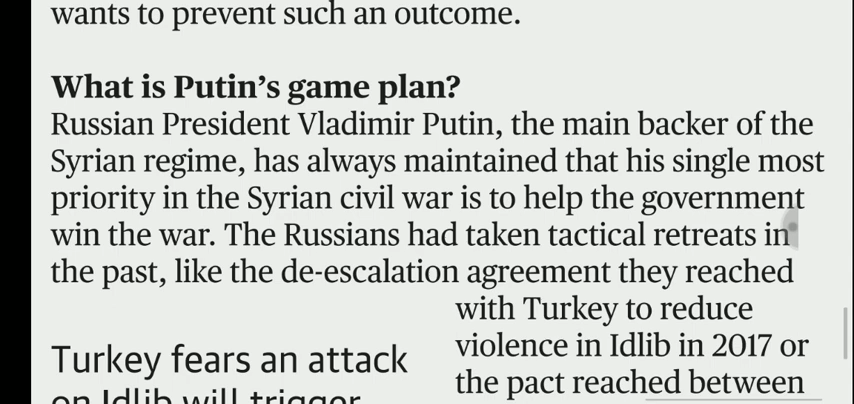 wants to prevent such an outcome.
What is Putin's game plan?
Russian President Vladimir Putin, the main backer of the
Syrian regime, has always maintained that his single most
priority in the Syrian civil war is to help the government
win the war. The Russians had taken tactical retreats in
the past, like the de-escalation agreement they reached
with Turkey to reduce
violence in Idlib in 2017 or
the pact reached between
Turkey fears an attack
on Idlib will trigger